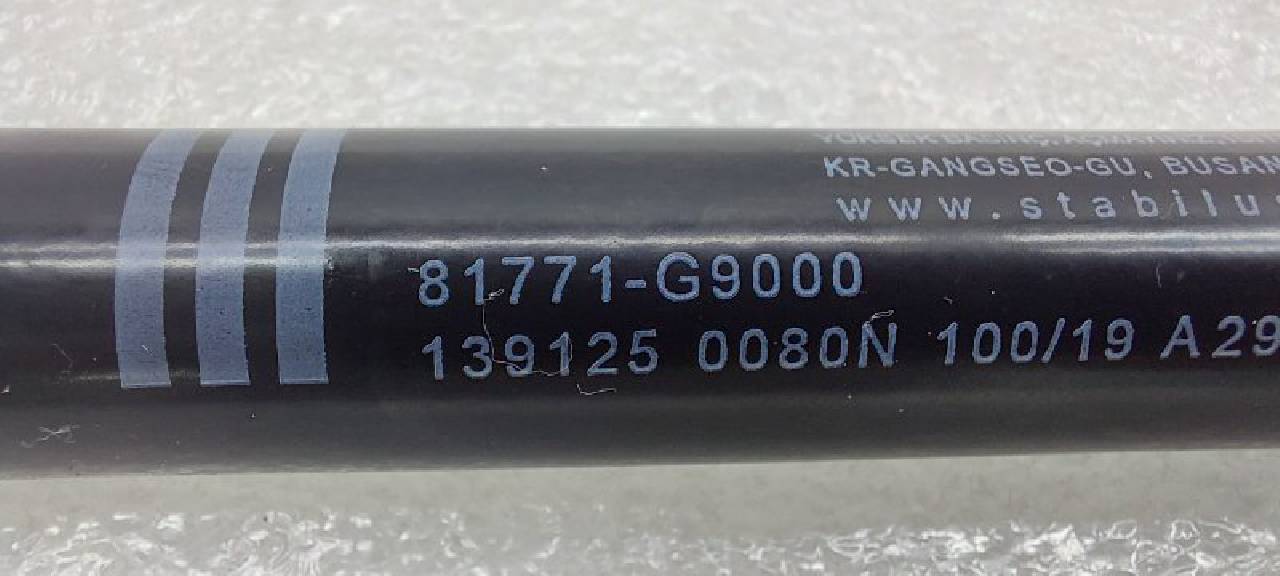 KR-GANGSEO-GU, BUSAN
www.stabilu
81771-G9000
139125 0080N 100/19 A29